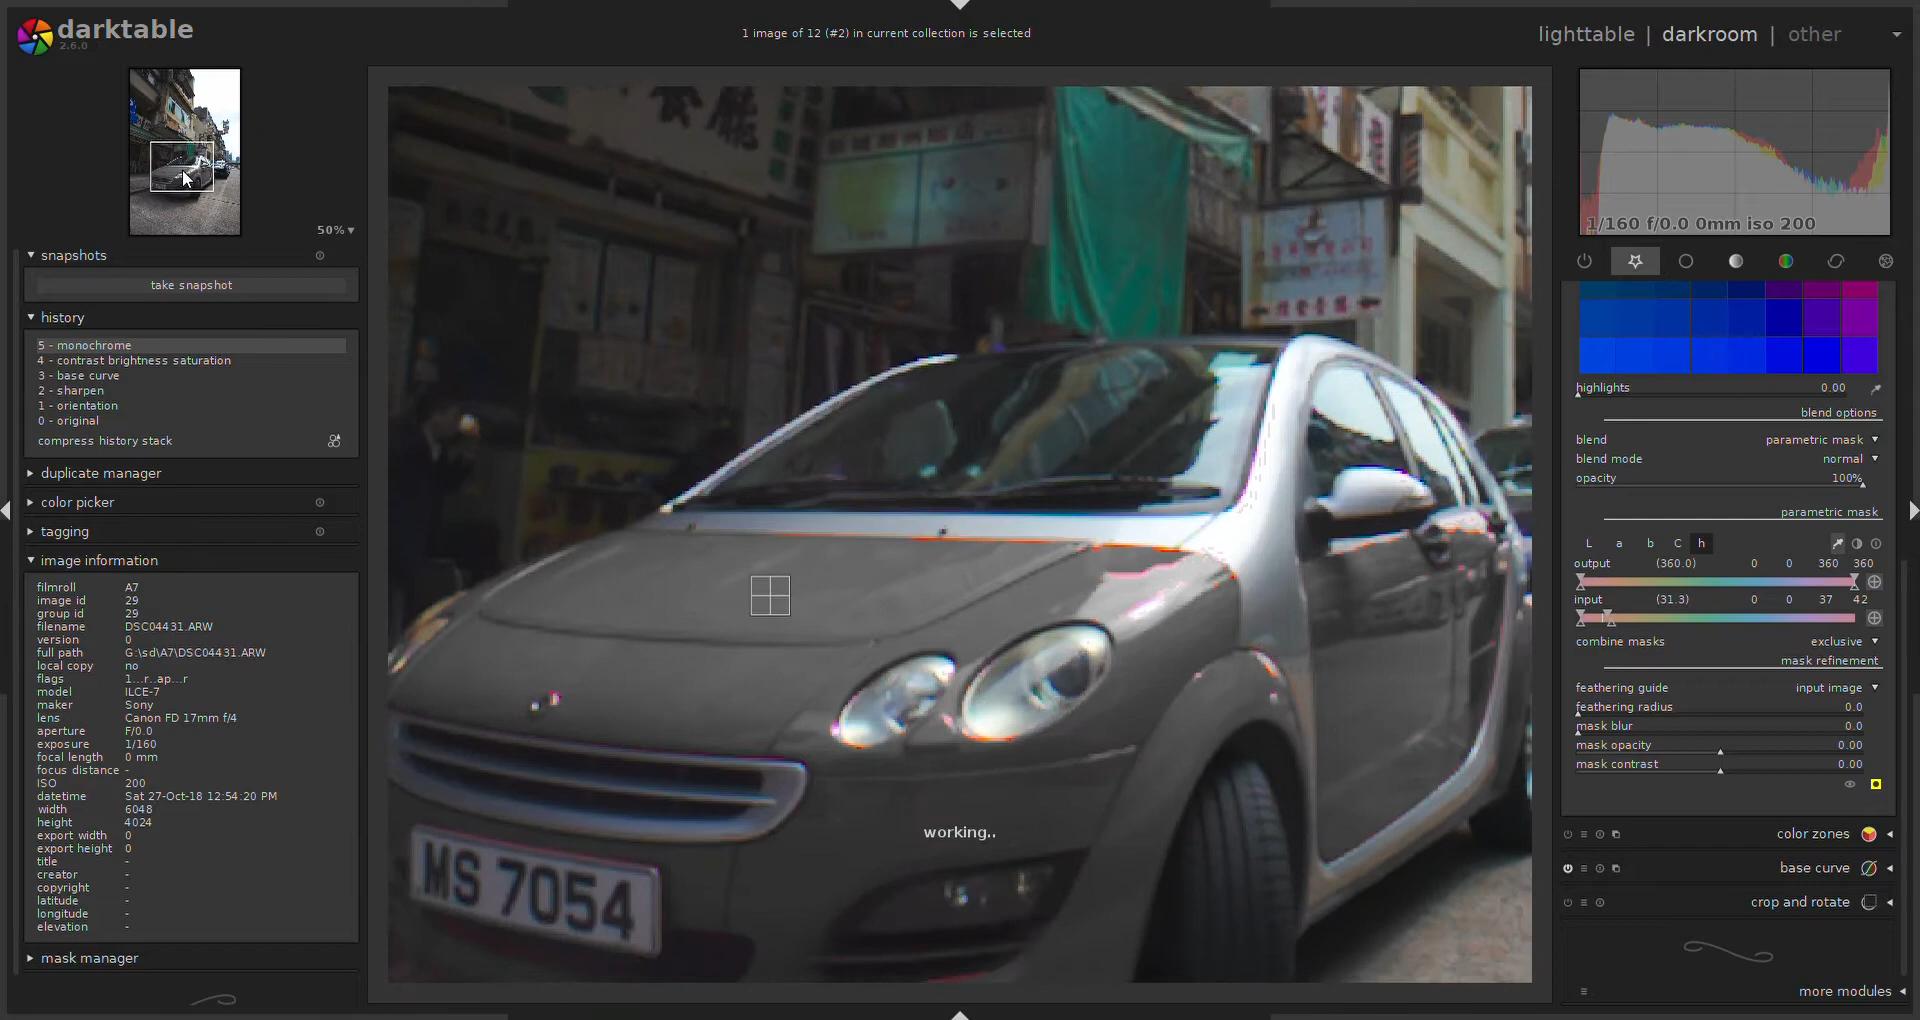 darktable
2.6.0
1 image of 12 (#2) in current collection is selected
lighttable | darkroom | other
50%
snapshots
take snapshot
history
5 - monochrome
4 - contrast brightness saturation
3 - base curve
2 - sharpen
1 - orientation
0 - original
compress history stack
duplicate manager
color picker
tagging
image information
filmroll A7
image id 29
group id 29
filename DSC04431.ARW
version 0
full path G:\sd\A7\DSC04431.ARW
local copy no
flags 1...r..ap...r
model ILCE-7
maker Sony
lens Canon FD 17mm f/4
aperture F/0.0
exposure 1/160
focal length 0 mm
focus distance -
ISO 200
datetime Sat 27-Oct-18 12:54:20 PM
width 6048
height 4024
export width 0
export height 0
title -
creator -
copyright -
latitude -
longitude -
elevation -
mask manager
working..
MS 7054
1/160 f/0.0 0mm iso 200
highlights 0.00
blend options
blend parametric mask
blend mode normal
opacity 100%
parametric mask
L a b C h
output (360.0) 0 0 360 360
input (31.3) 0 0 37 42
combine masks exclusive
mask refinement
feathering guide input image
feathering radius 0.0
mask blur 0.0
mask opacity 0.00
mask contrast 0.00
color zones
base curve
crop and rotate
more modules